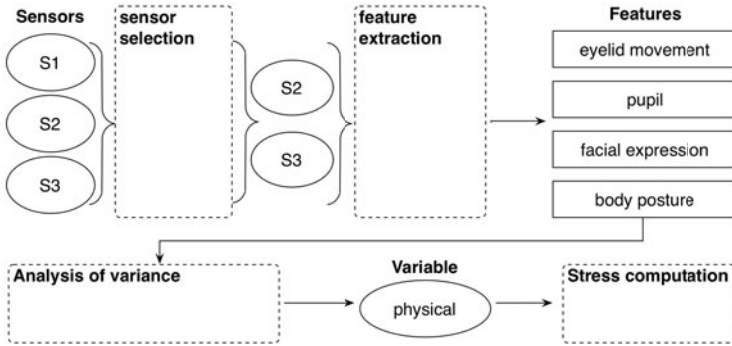 Sensors
sensor
selection
feature
extraction
Features
S1
S2
S3
S2
S3
eyelid movement
pupil
facial expression
body posture
Analysis of variance
Variable
physical
Stress computation